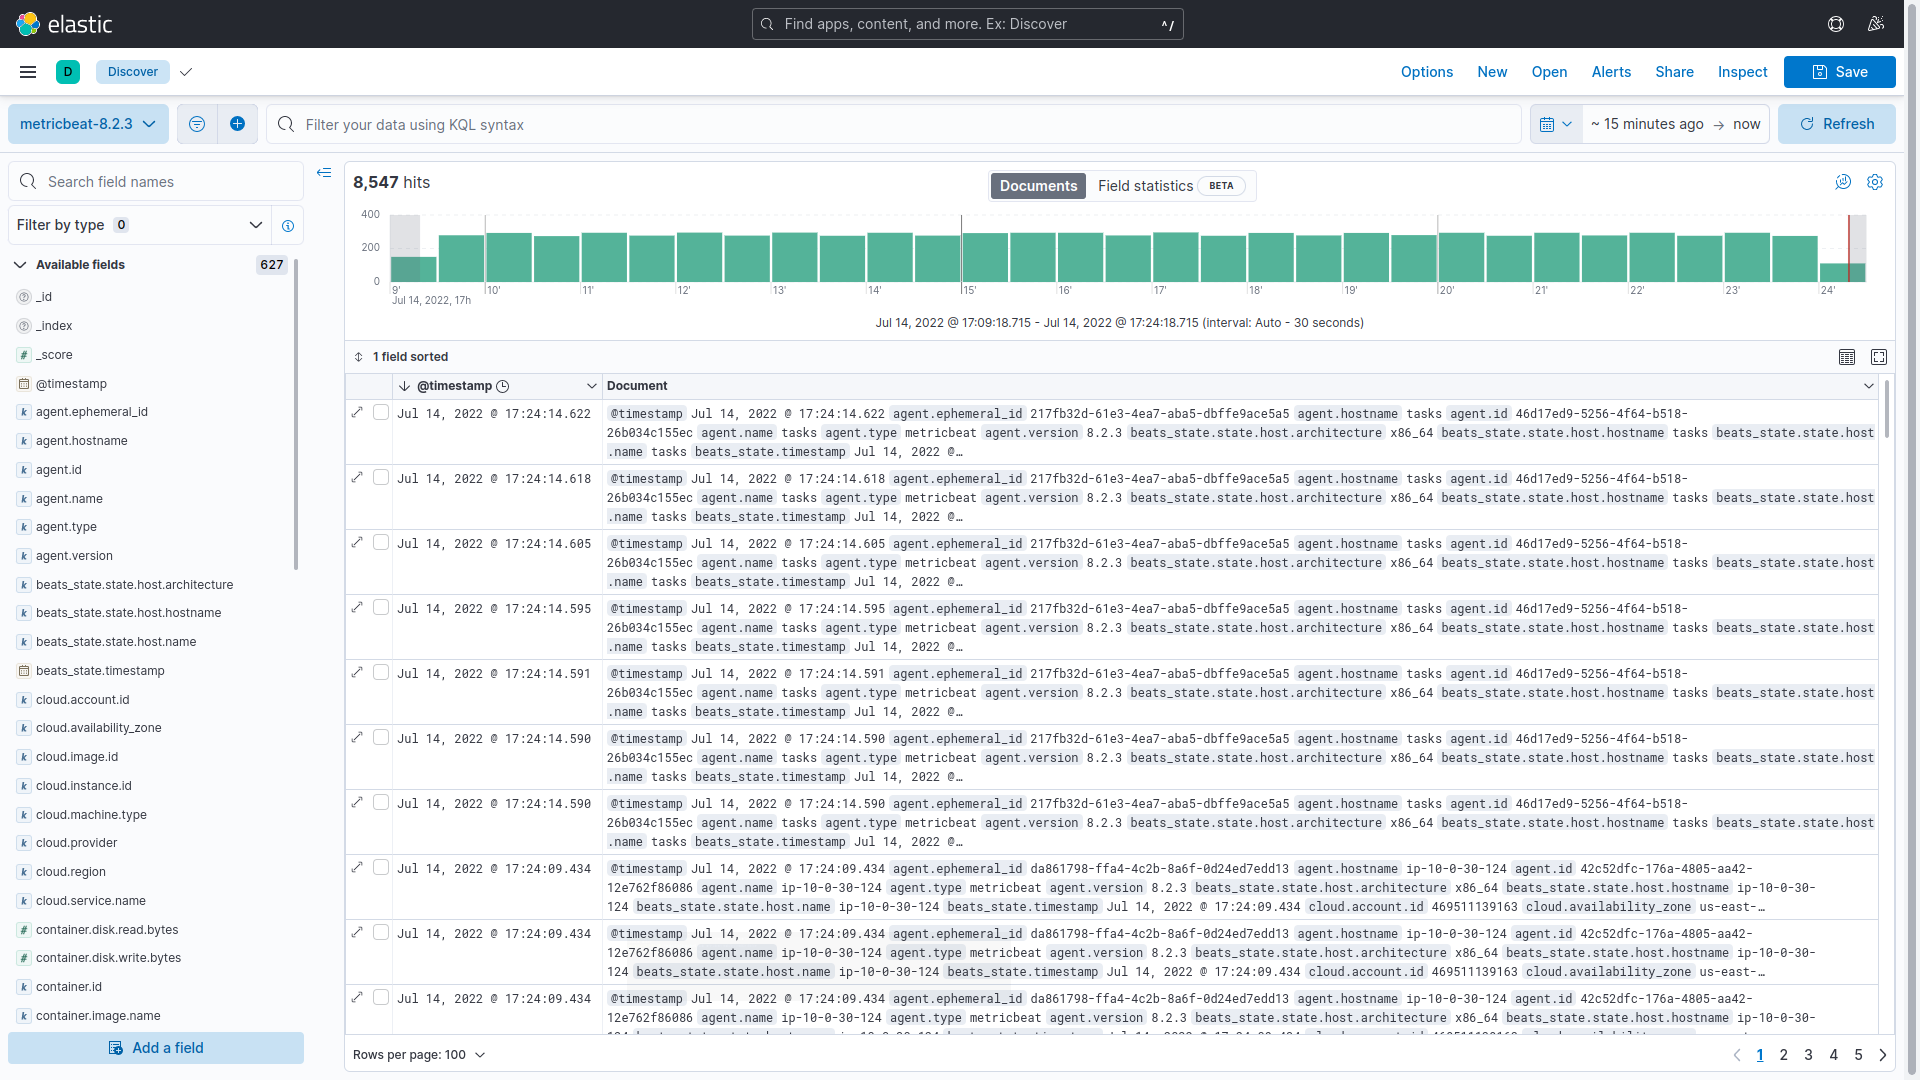 elastic
Find apps, content, and more. Ex: Discover ^/
D Discover
Options New Open Alerts Share Inspect Save
metricbeat-8.2.3
Filter your data using KQL syntax
~ 15 minutes ago → now
Refresh
Search field names
Filter by type 0
Available fields 627
_id
_index
# _score
@timestamp
k agent.ephemeral_id
k agent.hostname
k agent.id
k agent.name
k agent.type
k agent.version
k beats_state.state.host.architecture
k beats_state.state.host.hostname
k beats_state.state.host.name
beats_state.timestamp
k cloud.account.id
k cloud.availability_zone
k cloud.image.id
k cloud.instance.id
k cloud.machine.type
k cloud.provider
k cloud.region
k cloud.service.name
# container.disk.read.bytes
# container.disk.write.bytes
k container.id
k container.image.name
Add a field
8,547 hits
Documents Field statistics BETA
400
200
0
9' 10' 11' 12' 13' 14' 15' 16' 17' 18' 19' 20' 21' 22' 23' 24'
Jul 14, 2022, 17h
Jul 14, 2022 @ 17:09:18.715 - Jul 14, 2022 @ 17:24:18.715 (interval: Auto - 30 seconds)
1 field sorted
@timestamp Document
Jul 14, 2022 @ 17:24:14.622 @timestamp Jul 14, 2022 @ 17:24:14.622 agent.ephemeral_id 217fb32d-61e3-4ea7-aba5-dbffe9ace5a5 agent.hostname tasks agent.id 46d17ed9-5256-4f64-b518-
26b034c155ec agent.name tasks agent.type metricbeat agent.version 8.2.3 beats_state.state.host.architecture x86_64 beats_state.state.host.hostname tasks beats_state.state.host
.name tasks beats_state.timestamp Jul 14, 2022 @…
Jul 14, 2022 @ 17:24:14.618 @timestamp Jul 14, 2022 @ 17:24:14.618 agent.ephemeral_id 217fb32d-61e3-4ea7-aba5-dbffe9ace5a5 agent.hostname tasks agent.id 46d17ed9-5256-4f64-b518-
26b034c155ec agent.name tasks agent.type metricbeat agent.version 8.2.3 beats_state.state.host.architecture x86_64 beats_state.state.host.hostname tasks beats_state.state.host
.name tasks beats_state.timestamp Jul 14, 2022 @…
Jul 14, 2022 @ 17:24:14.605 @timestamp Jul 14, 2022 @ 17:24:14.605 agent.ephemeral_id 217fb32d-61e3-4ea7-aba5-dbffe9ace5a5 agent.hostname tasks agent.id 46d17ed9-5256-4f64-b518-
26b034c155ec agent.name tasks agent.type metricbeat agent.version 8.2.3 beats_state.state.host.architecture x86_64 beats_state.state.host.hostname tasks beats_state.state.host
.name tasks beats_state.timestamp Jul 14, 2022 @…
Jul 14, 2022 @ 17:24:14.595 @timestamp Jul 14, 2022 @ 17:24:14.595 agent.ephemeral_id 217fb32d-61e3-4ea7-aba5-dbffe9ace5a5 agent.hostname tasks agent.id 46d17ed9-5256-4f64-b518-
26b034c155ec agent.name tasks agent.type metricbeat agent.version 8.2.3 beats_state.state.host.architecture x86_64 beats_state.state.host.hostname tasks beats_state.state.host
.name tasks beats_state.timestamp Jul 14, 2022 @…
Jul 14, 2022 @ 17:24:14.591 @timestamp Jul 14, 2022 @ 17:24:14.591 agent.ephemeral_id 217fb32d-61e3-4ea7-aba5-dbffe9ace5a5 agent.hostname tasks agent.id 46d17ed9-5256-4f64-b518-
26b034c155ec agent.name tasks agent.type metricbeat agent.version 8.2.3 beats_state.state.host.architecture x86_64 beats_state.state.host.hostname tasks beats_state.state.host
.name tasks beats_state.timestamp Jul 14, 2022 @…
Jul 14, 2022 @ 17:24:14.590 @timestamp Jul 14, 2022 @ 17:24:14.590 agent.ephemeral_id 217fb32d-61e3-4ea7-aba5-dbffe9ace5a5 agent.hostname tasks agent.id 46d17ed9-5256-4f64-b518-
26b034c155ec agent.name tasks agent.type metricbeat agent.version 8.2.3 beats_state.state.host.architecture x86_64 beats_state.state.host.hostname tasks beats_state.state.host
.name tasks beats_state.timestamp Jul 14, 2022 @…
Jul 14, 2022 @ 17:24:14.590 @timestamp Jul 14, 2022 @ 17:24:14.590 agent.ephemeral_id 217fb32d-61e3-4ea7-aba5-dbffe9ace5a5 agent.hostname tasks agent.id 46d17ed9-5256-4f64-b518-
26b034c155ec agent.name tasks agent.type metricbeat agent.version 8.2.3 beats_state.state.host.architecture x86_64 beats_state.state.host.hostname tasks beats_state.state.host
.name tasks beats_state.timestamp Jul 14, 2022 @…
Jul 14, 2022 @ 17:24:09.434 @timestamp Jul 14, 2022 @ 17:24:09.434 agent.ephemeral_id da861798-ffa4-4c2b-8a6f-0d24ed7edd13 agent.hostname ip-10-0-30-124 agent.id 42c52dfc-176a-4805-aa42-
12e762f86086 agent.name ip-10-0-30-124 agent.type metricbeat agent.version 8.2.3 beats_state.state.host.architecture x86_64 beats_state.state.host.hostname ip-10-0-30-
124 beats_state.state.host.name ip-10-0-30-124 beats_state.timestamp Jul 14, 2022 @ 17:24:09.434 cloud.account.id 469511139163 cloud.availability_zone us-east-…
Jul 14, 2022 @ 17:24:09.434 @timestamp Jul 14, 2022 @ 17:24:09.434 agent.ephemeral_id da861798-ffa4-4c2b-8a6f-0d24ed7edd13 agent.hostname ip-10-0-30-124 agent.id 42c52dfc-176a-4805-aa42-
12e762f86086 agent.name ip-10-0-30-124 agent.type metricbeat agent.version 8.2.3 beats_state.state.host.architecture x86_64 beats_state.state.host.hostname ip-10-0-30-
124 beats_state.state.host.name ip-10-0-30-124 beats_state.timestamp Jul 14, 2022 @ 17:24:09.434 cloud.account.id 469511139163 cloud.availability_zone us-east-…
Jul 14, 2022 @ 17:24:09.434 @timestamp Jul 14, 2022 @ 17:24:09.434 agent.ephemeral_id da861798-ffa4-4c2b-8a6f-0d24ed7edd13 agent.hostname ip-10-0-30-124 agent.id 42c52dfc-176a-4805-aa42-
12e762f86086 agent.name ip-10-0-30-124 agent.type metricbeat agent.version 8.2.3 beats_state.state.host.architecture x86_64 beats_state.state.host.hostname ip-10-0-30-
Rows per page: 100
1 2 3 4 5